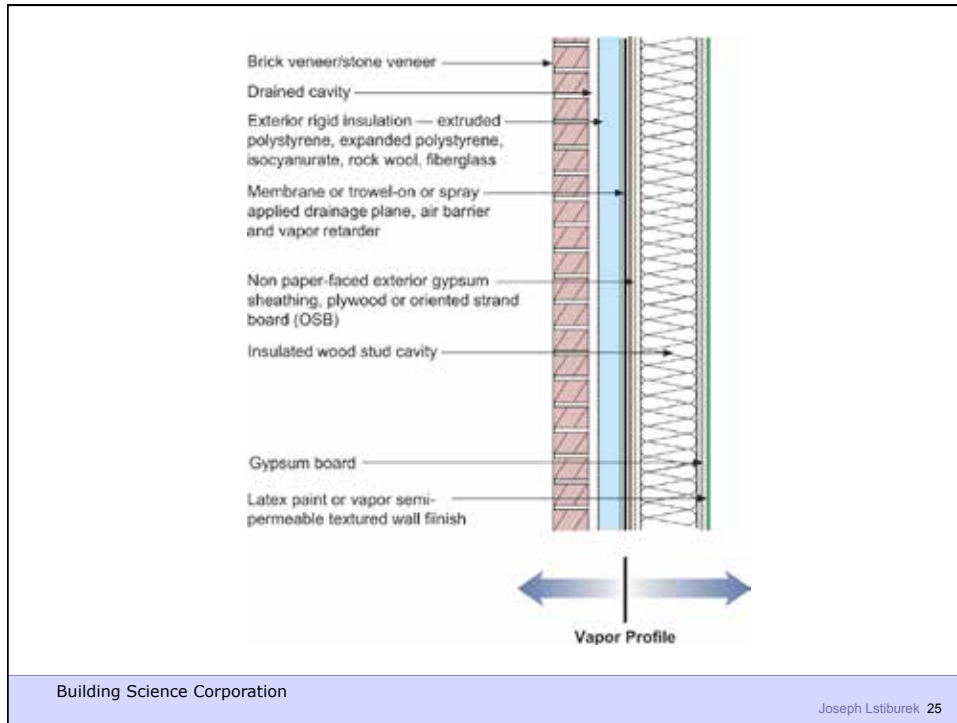 Brick veneer/stone veneer
Drained cavity
Exterior rigid insulation — extruded
polystyrene, expanded polystyrene,
isocyanurate, rock wool, fiberglass
Membrane or trowel-on or spray
applied drainage plane, air barrier
and vapor retarder
Non paper-faced exterior gypsum
sheathing, plywood or oriented strand
board (OSB)
Insulated wood stud cavity
Gypsum board
Latex paint or vapor semi-
permeable textured wall fiinish
Vapor Profile
Building Science Corporation
Joseph Lstiburek 25